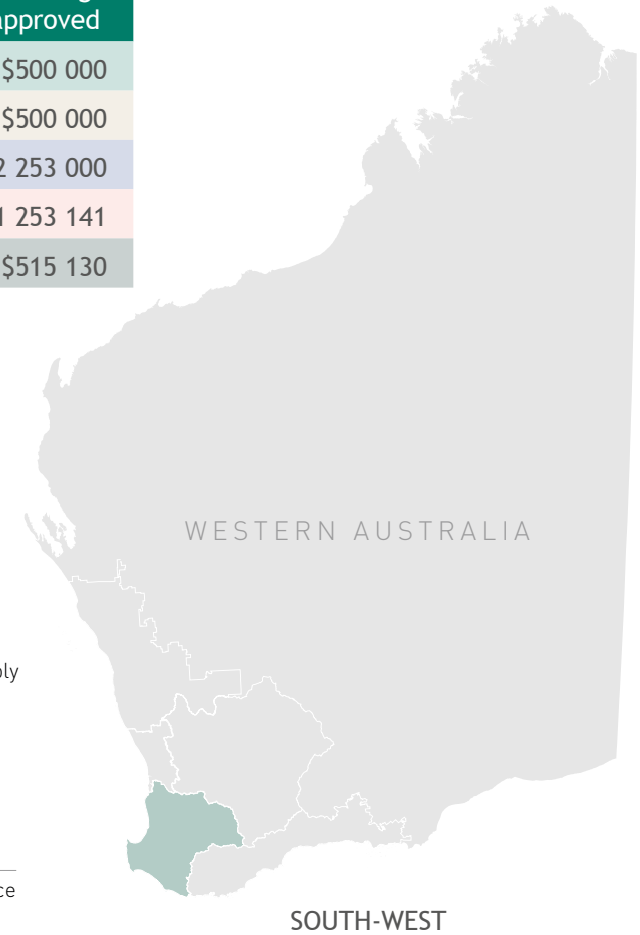 approved
$500 000
$500 000
2 253 000
1 253 141
$515 130
WESTERN AUSTRALIA
SOUTH-WEST